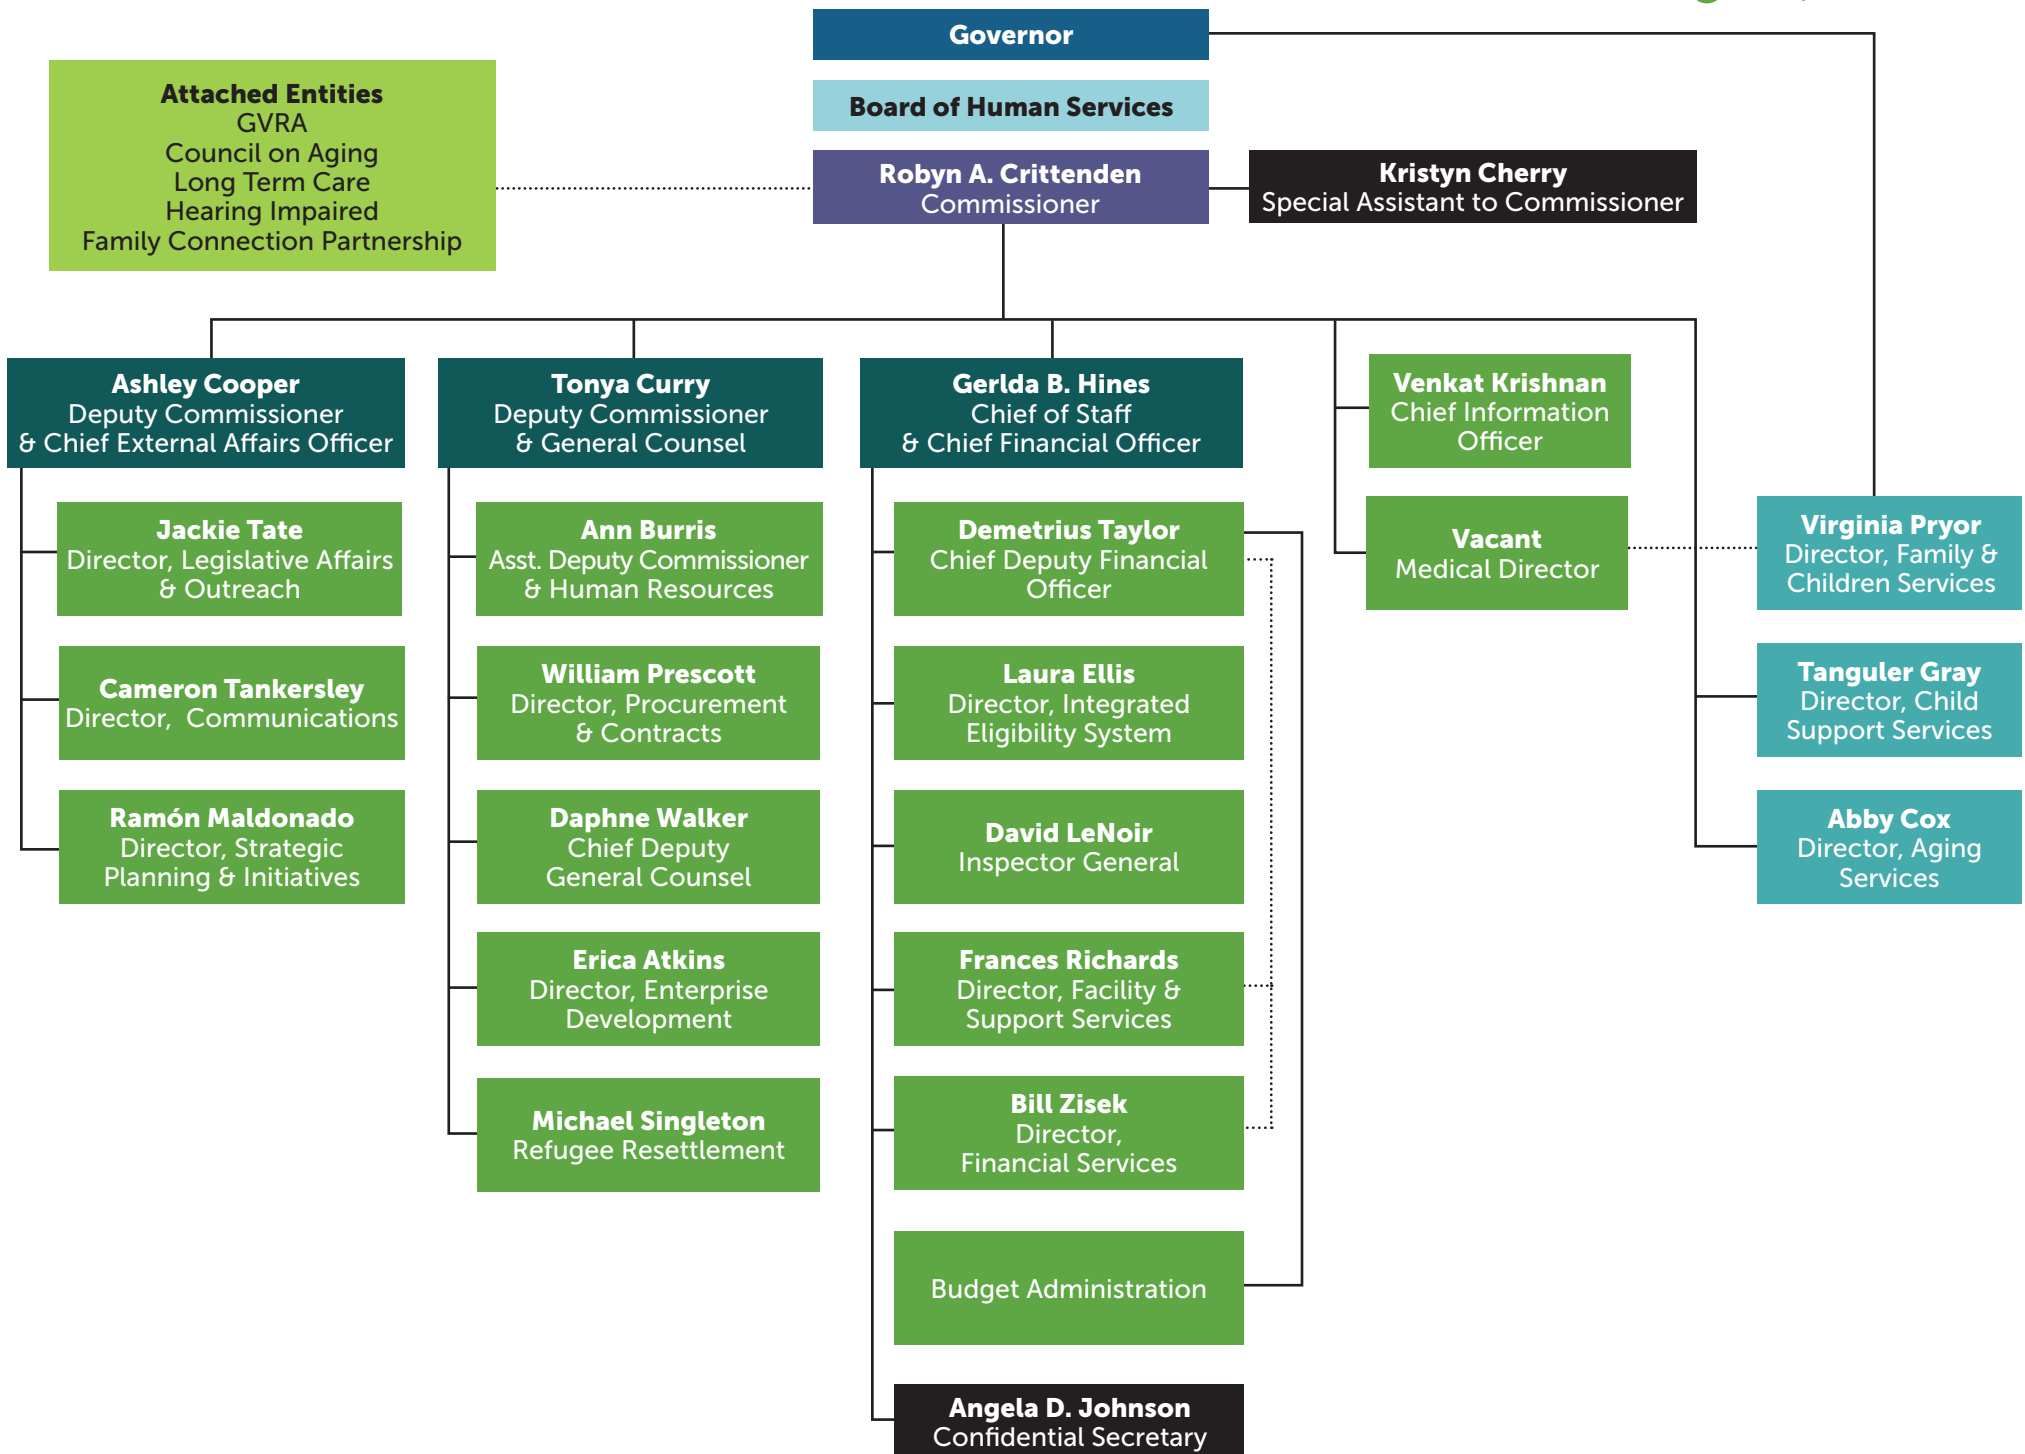 Governor
Board of Human Services
Attached Entities
GVRA
Council on Aging
Long Term Care
Hearing Impaired
Family Connection Partnership
Robyn A. Crittenden
Commissioner
Kristyn Cherry
Special Assistant to Commissioner
Ashley Cooper
Deputy Commissioner
& Chief External Affairs Officer
Jackie Tate
Director, Legislative Affairs
& Outreach
Cameron Tankersley
Director, Communications
Ramón Maldonado
Director, Strategic
Planning & Initiatives
Tonya Curry
Deputy Commissioner
& General Counsel
Ann Burris
Asst. Deputy Commissioner
& Human Resources
William Prescott
Director, Procurement
& Contracts
Daphne Walker
Chief Deputy
General Counsel
Erica Atkins
Director, Enterprise
Development
Michael Singleton
Refugee Resettlement
Gerlda B. Hines
Chief of Staff
& Chief Financial Officer
Demetrius Taylor
Chief Deputy Financial
Officer
Laura Ellis
Director, Integrated
Eligibility System
David LeNoir
Inspector General
Frances Richards
Director, Facility &
Support Services
Bill Zisek
Director,
Financial Services
Budget Administration
Angela D. Johnson
Confidential Secretary
Venkat Krishnan
Chief Information
Officer
Vacant
Medical Director
Virginia Pryor
Director, Family &
Children Services
Tanguler Gray
Director, Child
Support Services
Abby Cox
Director, Aging
Services